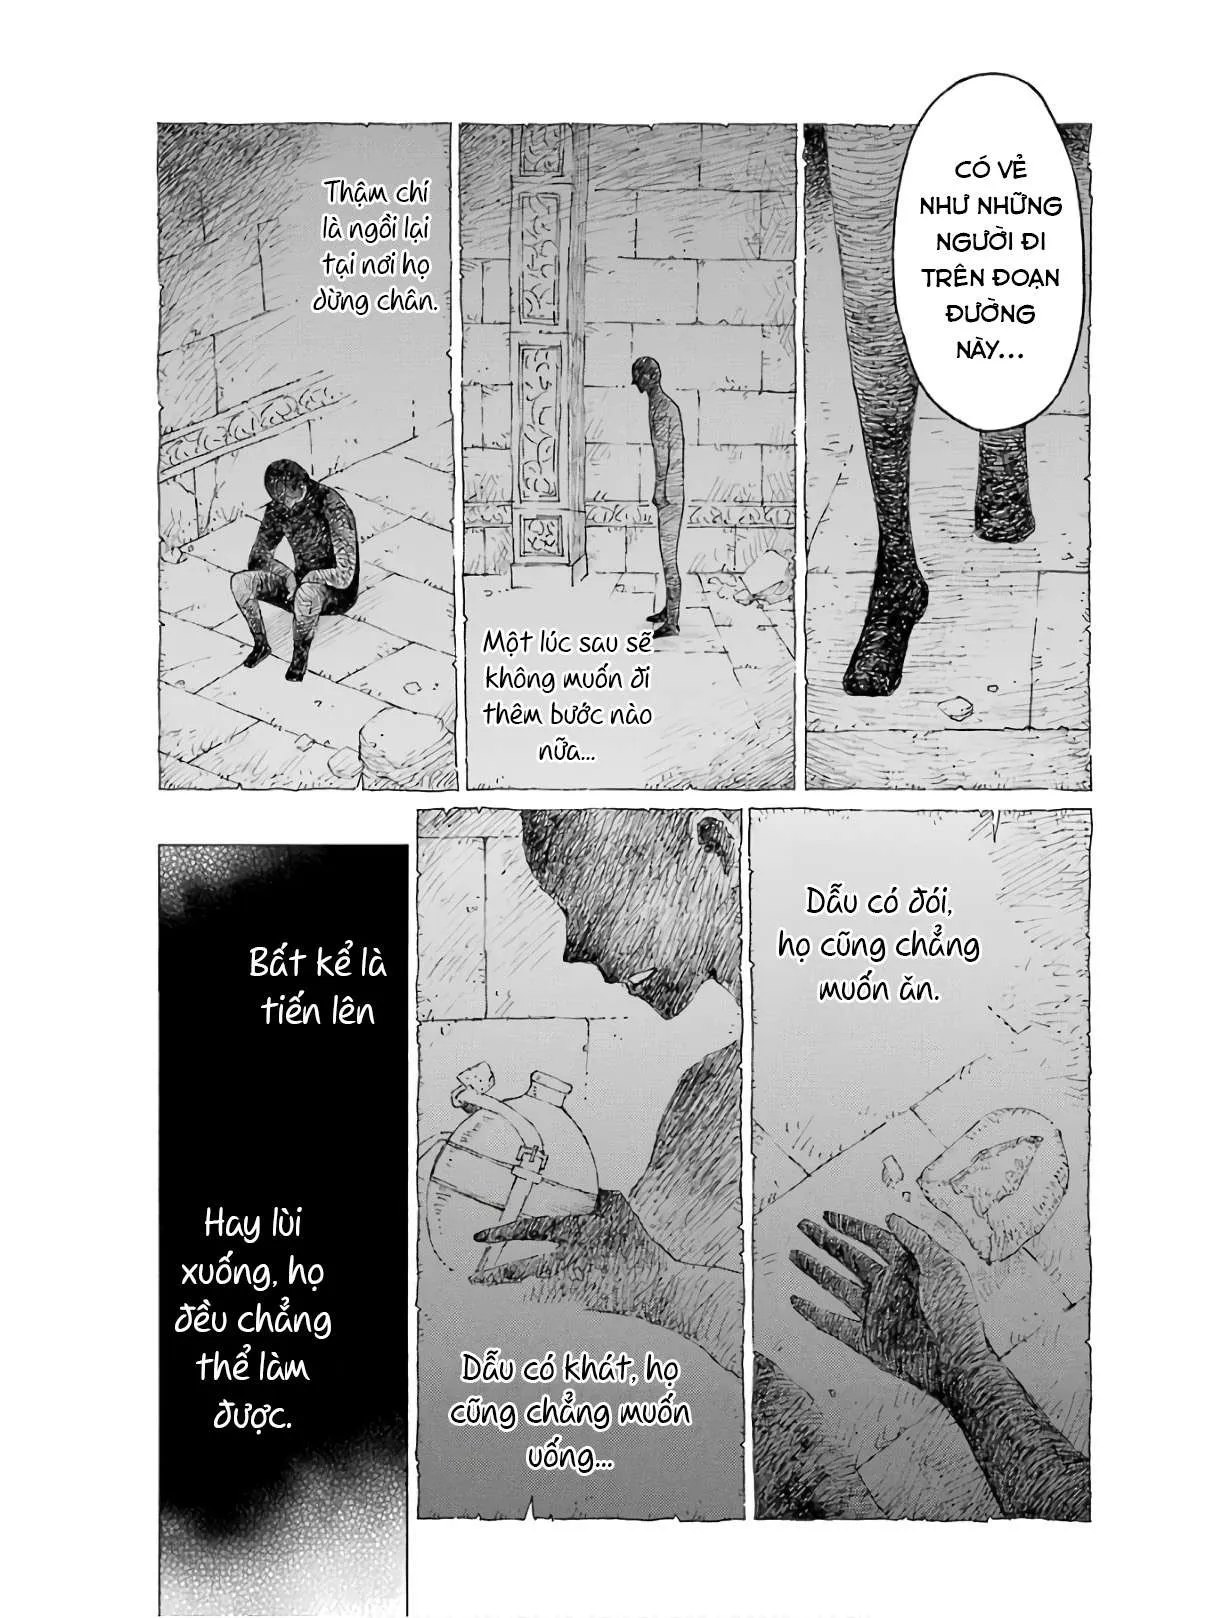 CÓ VẺ
NHƯ NHỮNG
NGƯỜI ĐI
TRÊN ĐOẠN
ĐƯỜNG
NÀY...
Một lúc sau sẽ
không muốn đi
thêm bước nào
nữa...
Thậm chí
là ngồi lại
tại nơi họ
dừng chân.
Dẫu có đói,
họ cũng chẳng
muốn ăn.
Dẫu có khát, họ
cũng chẳng muốn
uống...
Bất kể là
tiến lên
Hay lùi
xuống, họ
đều chẳng
thể làm
được.